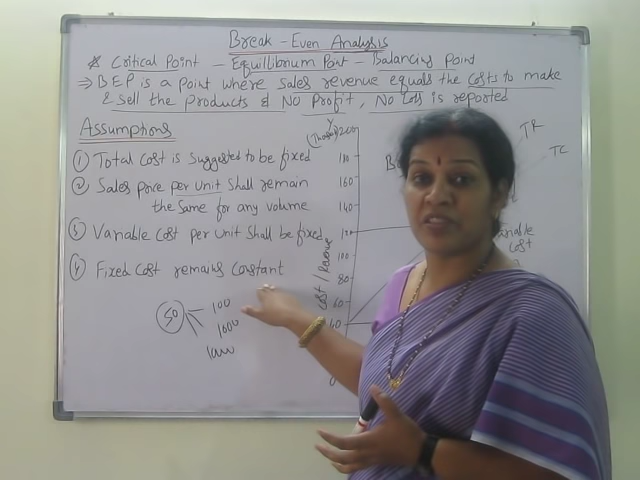 Break-Even Analysis
* Critical Point - Equillibrium Point - Balancing Point
⇒ BEP is a point where sales revenue equals the costs to make
& sell the products & No Profit, No Loss is reported
Assumptions
① Total Cost is suggested to be fixed
② Sales price per unit shall remain
the same for any volume
③ Variable Cost per unit shall be fixed
④ Fixed Cost remains Constant
50
100
1000
Y
200
180
160
140
120
100
80
60
40
0
Cost / Revenue
TR
TC
Variable
Cost